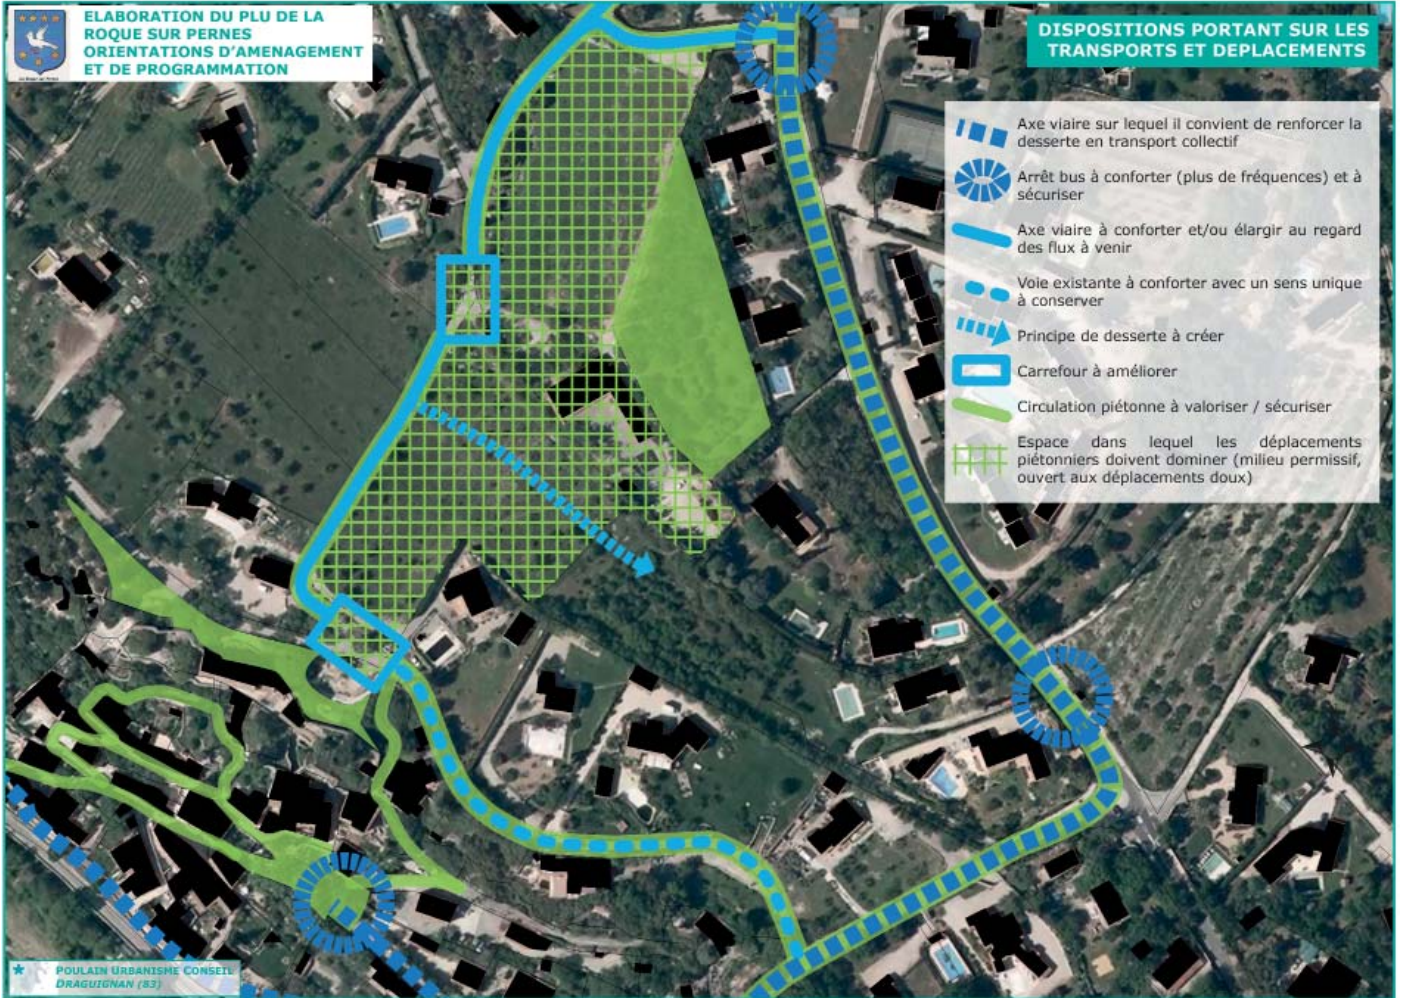 ELABORATION DU PLU DE LA
ROQUE SUR PERNES
ORIENTATIONS D'AMENAGEMENT
ET DE PROGRAMMATION
DISPOSITIONS PORTANT SUR LES
TRANSPORTS ET DEPLACEMENTS
Axe viaire sur lequel il convient de renforcer la
desserte en transport collectif
Arrêt bus à conforter (plus de fréquences) et à
sécuriser
Axe viaire à conforter et/ou élargir au regard
des flux à venir
Voie existante à conforter avec un sens unique
à conserver
Principe de desserte à créer
Carrefour à améliorer
Circulation piétonne à valoriser / sécuriser
Espace dans lequel les déplacements
piétonniers doivent dominer (milieu permissif,
ouvert aux déplacements doux)
POULAIN URBANISME CONSEIL
DRAGUIGNAN (83)